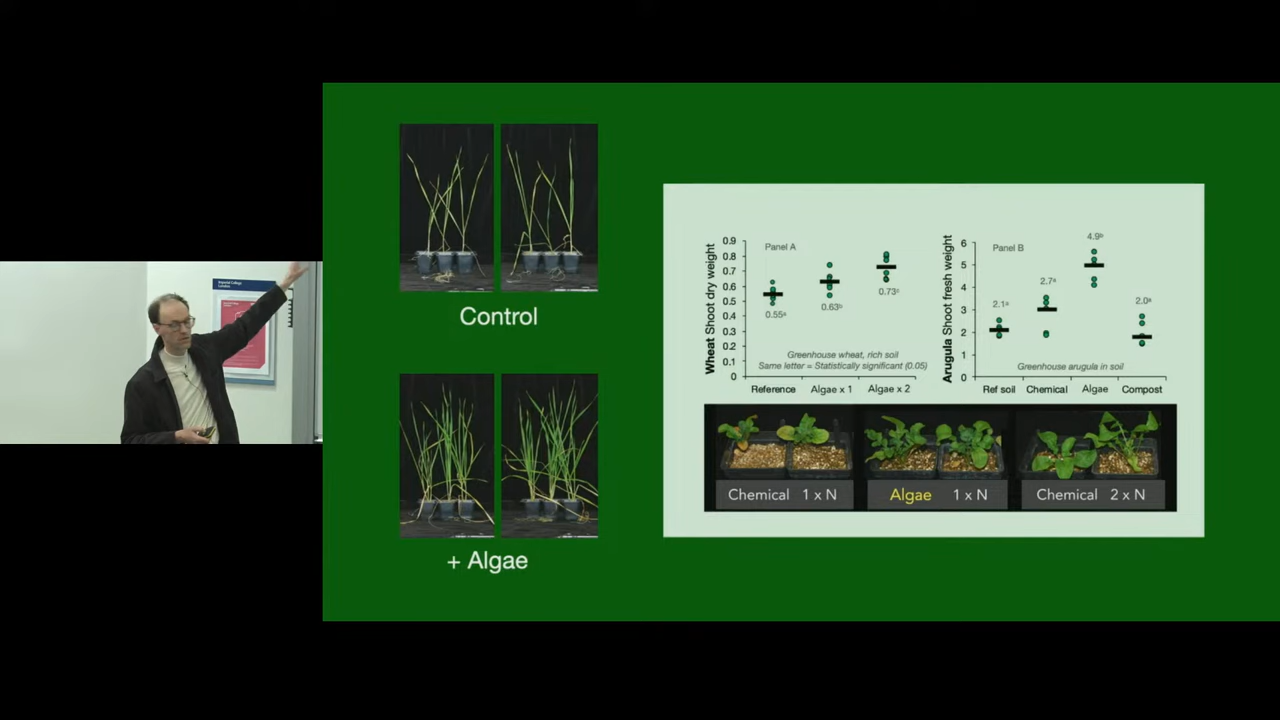 Imperial College
London
Control
+ Algae
Wheat Shoot dry weight
0.9
0.8
0.7
0.6
0.5
0.4
0.3
0.2
0.1
0
Panel A
0.55ᵃ
0.63ᵇ
0.73ᶜ
Greenhouse wheat, rich soil
Same letter = Statistically significant (0.05)
Reference Algae x 1 Algae x 2
Arugula Shoot fresh weight
6
5
4
3
2
1
0
Panel B
2.1ᵃ
2.7ᵃ
4.9ᵇ
2.0ᵃ
Greenhouse arugula in soil
Ref soil Chemical Algae Compost
Chemical 1 x N
Algae 1 x N
Chemical 2 x N